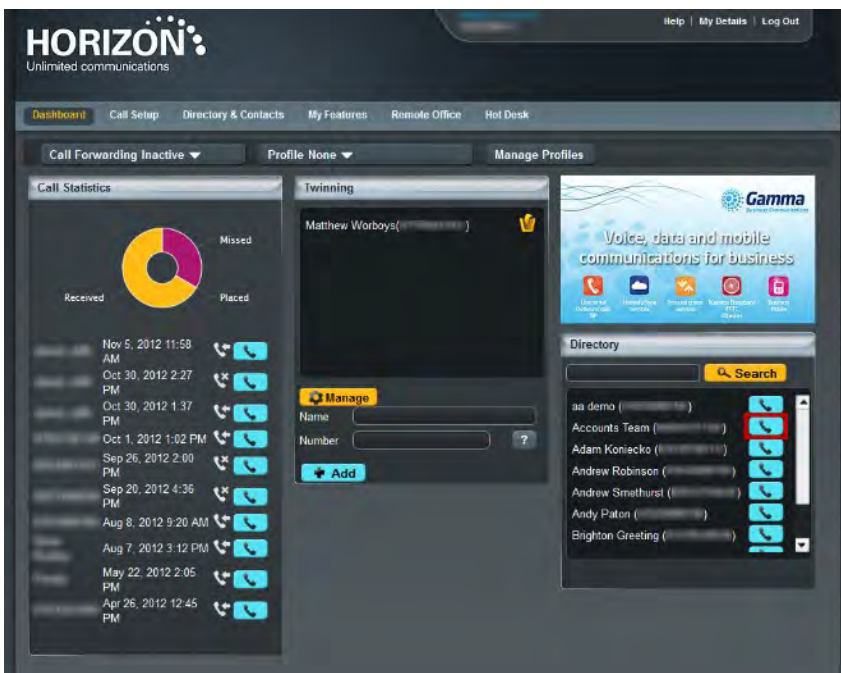 Help | My Details | Log Out
HORIZON
Unlimited communications
Dashboard Call Setup Directory & Contacts My Features Remote Office Hot Desk
Call Forwarding Inactive Profile None Manage Profiles
Call Statistics
Missed
Received
Placed
Nov 5, 2012 11:58
AM
Oct 30, 2012 2:27
PM
Oct 30, 2012 1:37
PM
Oct 1, 2012 1:02 PM
Sep 26, 2012 2:00
PM
Sep 20, 2012 4:36
PM
Aug 8, 2012 9:20 AM
Aug 7, 2012 3:12 PM
May 22, 2012 2:05
PM
Apr 26, 2012 12:45
PM
Twinning
Matthew Worboys( )
Manage
Name
Number ?
Add
Gamma
Business Communications
Voice, data and mobile
communications for business
Directory
Search
aa demo ( )
Accounts Team ( )
Adam Koniecko ( )
Andrew Robinson ( )
Andrew Smethurst ( )
Andy Paton ( )
Brighton Greeting ( )